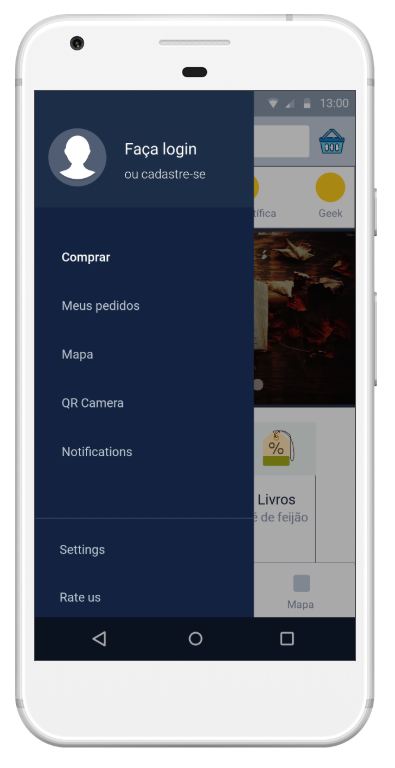 13:00
Faça login
ou cadastre-se
tífica
Geek
Comprar
Meus pedidos
Mapa
QR Camera
Notifications
%
Livros
é de feijão
Settings
Rate us
Mapa